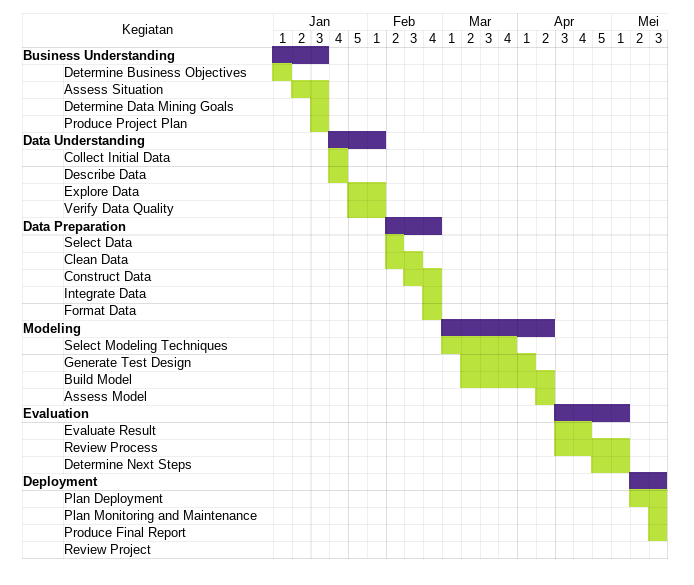 Kegiatan
Jan Feb Mar Apr Mei
1 2 3 4 5 1 2 3 4 1 2 3 4 1 2 3 4 5 1 2 3
Business Understanding
Determine Business Objectives
Assess Situation
Determine Data Mining Goals
Produce Project Plan
Data Understanding
Collect Initial Data
Describe Data
Explore Data
Verify Data Quality
Data Preparation
Select Data
Clean Data
Construct Data
Integrate Data
Format Data
Modeling
Select Modeling Techniques
Generate Test Design
Build Model
Assess Model
Evaluation
Evaluate Result
Review Process
Determine Next Steps
Deployment
Plan Deployment
Plan Monitoring and Maintenance
Produce Final Report
Review Project